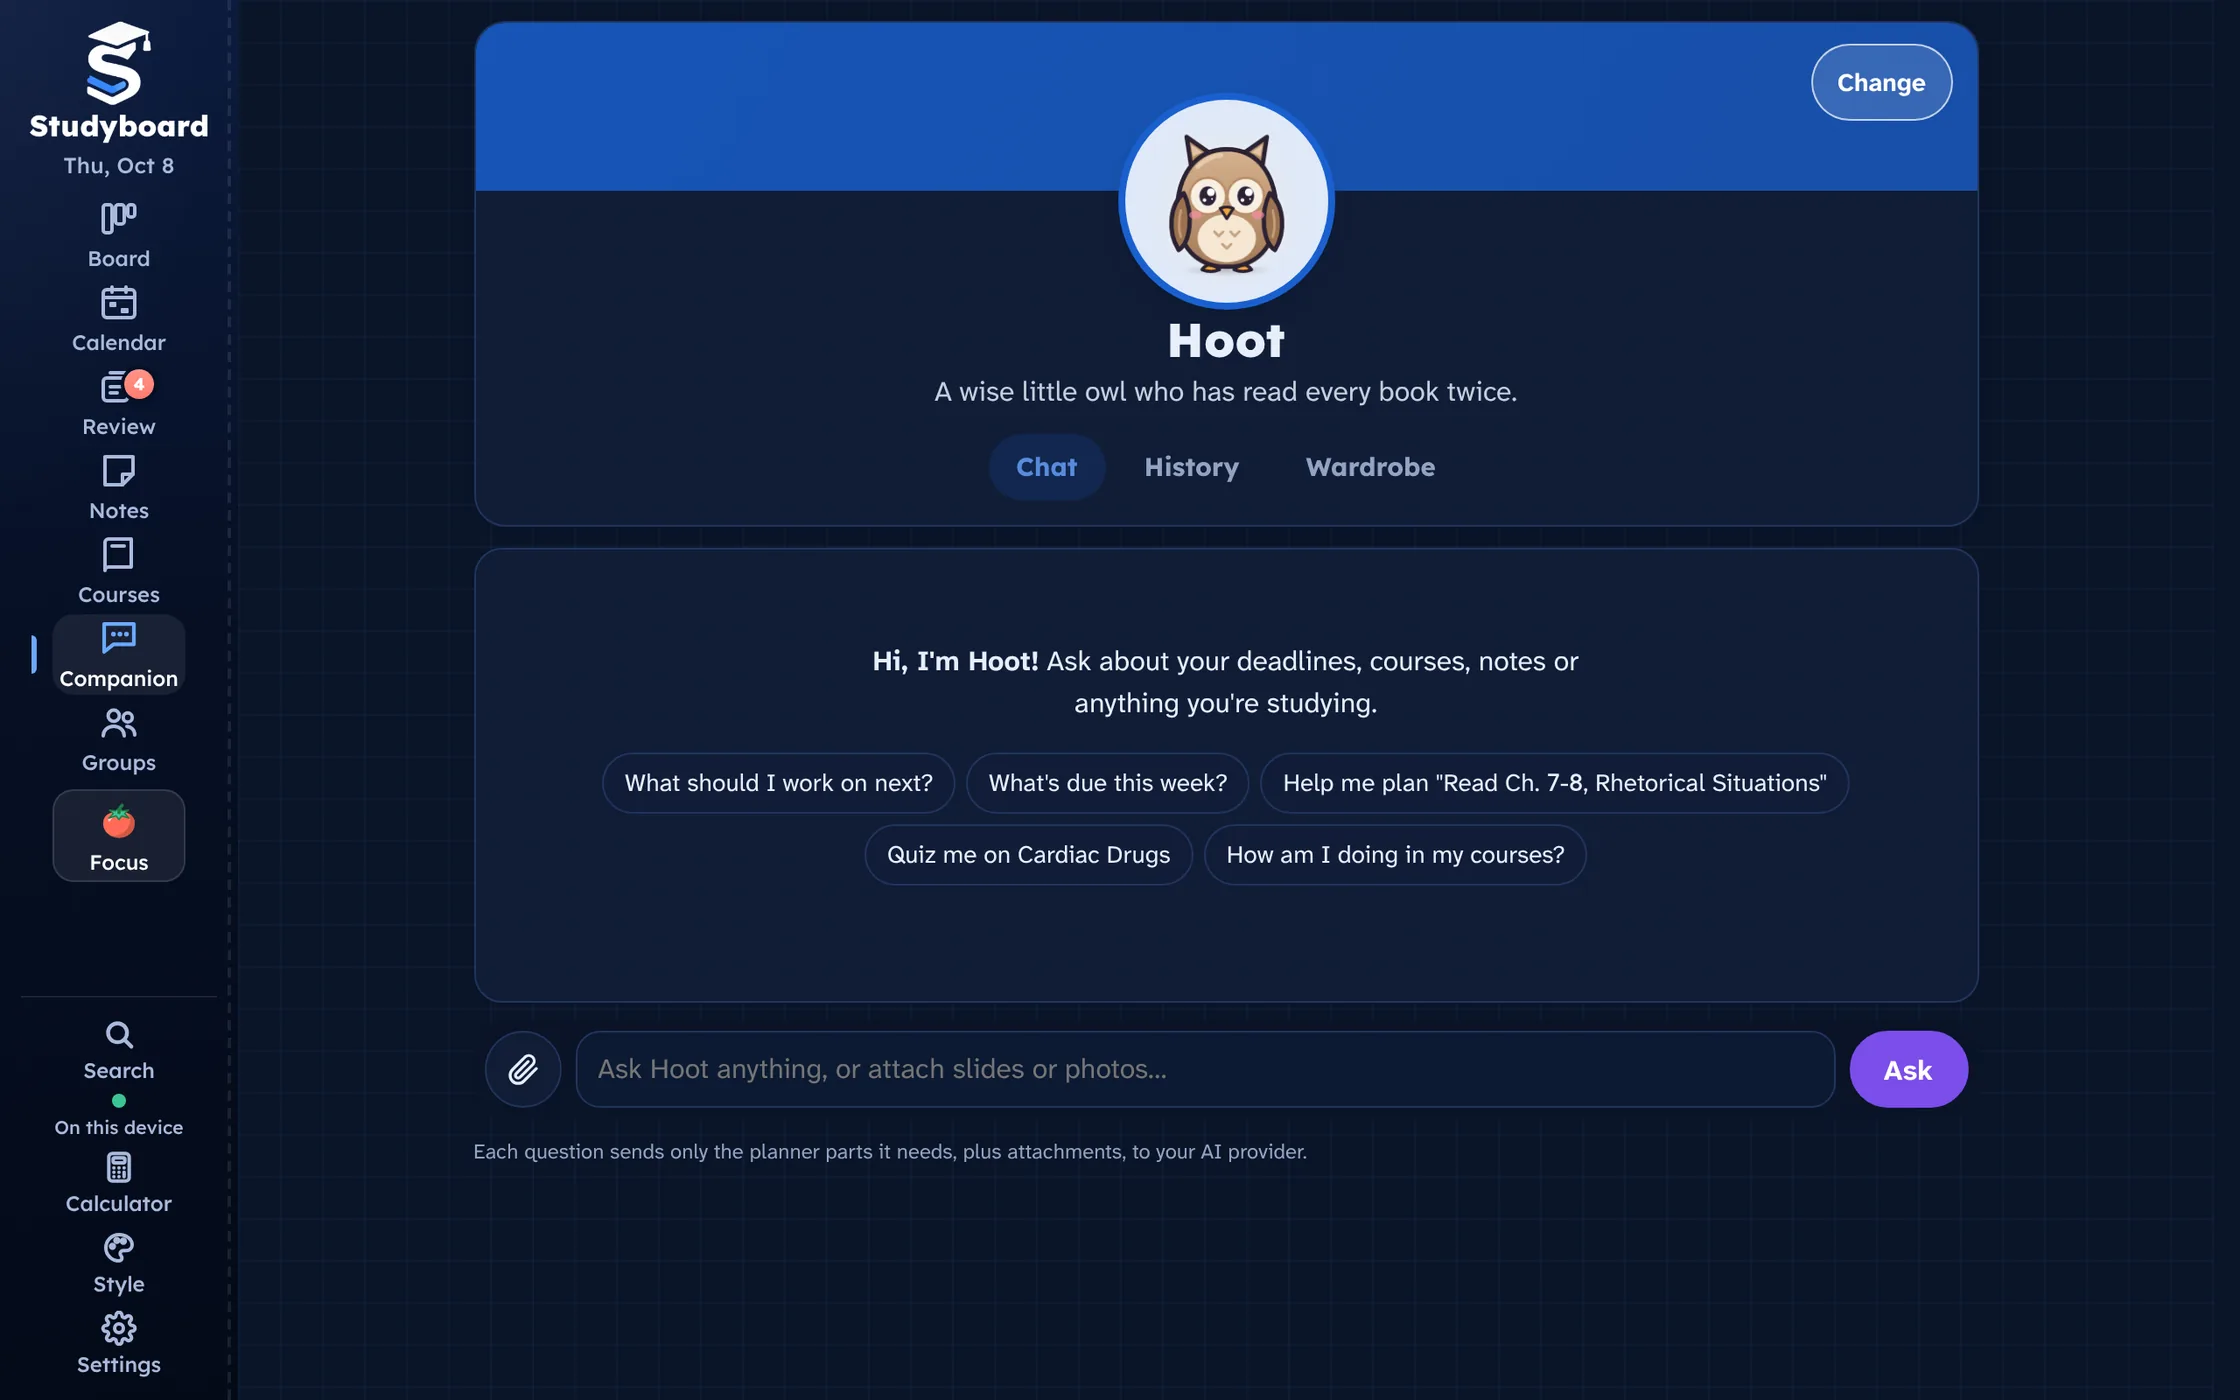 Studyboard
Thu, Oct 8
Board
Calendar
4
Review
Notes
Courses
Companion
Groups
Focus
Search
On this device
Calculator
Style
Settings
Change
Hoot
A wise little owl who has read every book twice.
Chat History Wardrobe
Hi, I'm Hoot! Ask about your deadlines, courses, notes or
anything you're studying.
What should I work on next? What's due this week? Help me plan "Read Ch. 7-8, Rhetorical Situations"
Quiz me on Cardiac Drugs How am I doing in my courses?
Ask Hoot anything, or attach slides or photos...
Ask
Each question sends only the planner parts it needs, plus attachments, to your AI provider.